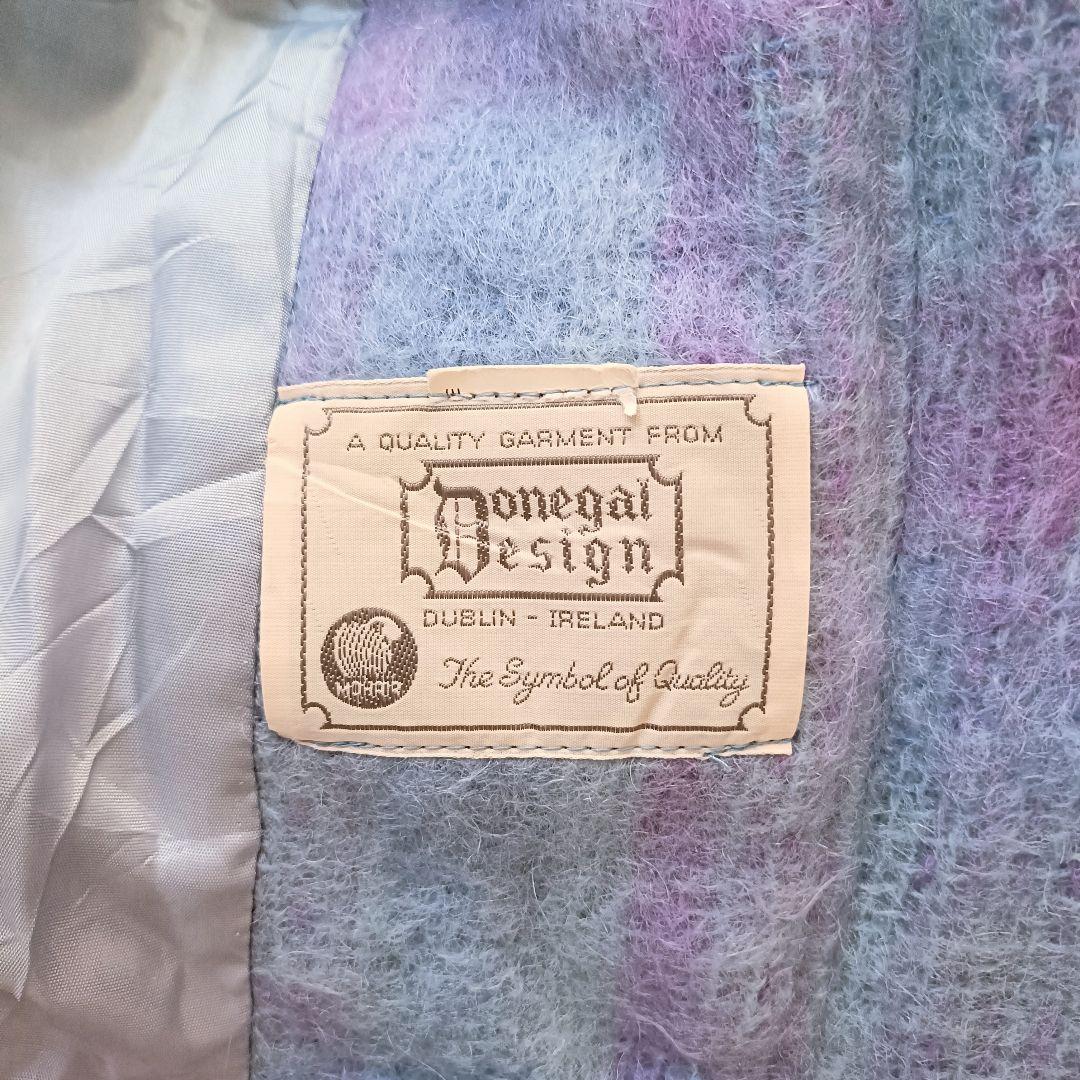 A QUALITY GARMENT FROM
Donegal
Design
DUBLIN - IRELAND
MOHAIR
The Symbol of Quality